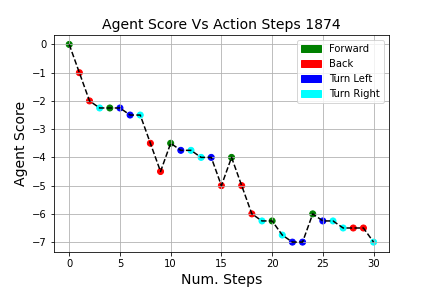 Agent Score Vs Action Steps 1874
Forward
Back
Turn Left
Turn Right
Agent Score
0
−1
−2
−3
−4
−5
−6
−7
0 5 10 15 20 25 30
Num. Steps